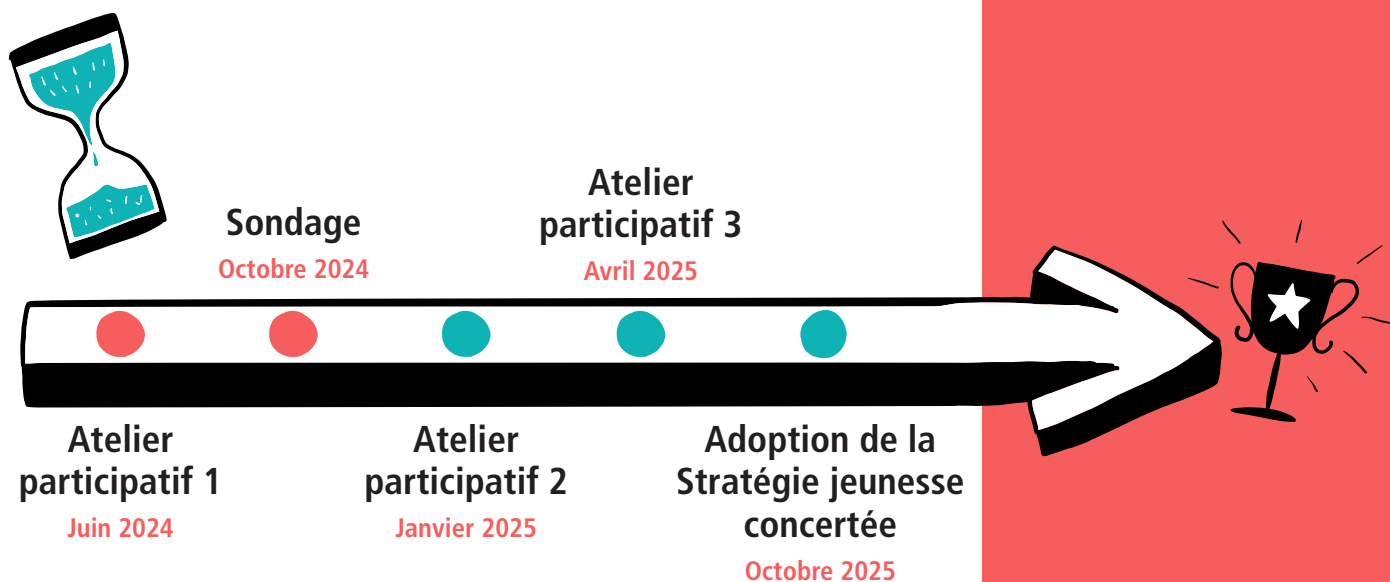 Atelier
participatif 1
Juin 2024
Sondage
Octobre 2024
Atelier
participatif 2
Janvier 2025
Atelier
participatif 3
Avril 2025
Adoption de la
Stratégie jeunesse
concertée
Octobre 2025